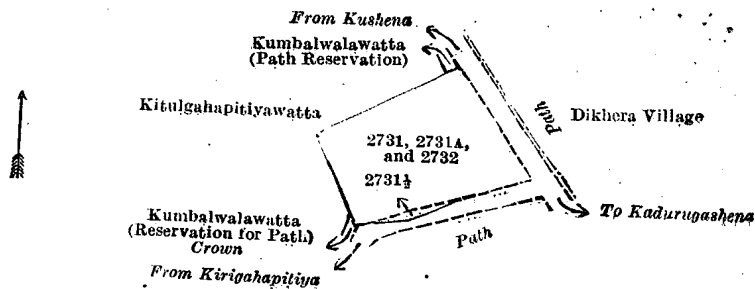 From Kushena
Kumbalwalawatta
(Path Reservation)
Kitulgahapitiyawatta
Path
Dikhera Village
2731, 2731A,
and 2732
2731½
Kumbalwalawatta
(Reservation for Path)
Crown
To Kadurugashena
Path
From Kirigahapitiya